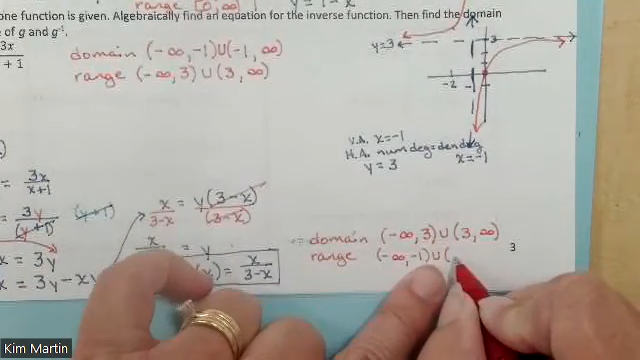 range [0, ∞) y = 1 - x
one function is given. Algebraically find an equation for the inverse function. Then find the domain
of g and g⁻¹.
3x
+ 1
domain (-∞, -1)∪(-1, ∞)
range (-∞, 3)∪(3, ∞)
y=3
3
-2
V.A. x=-1
H.A. num deg = den deg
y = 3
x=-1
= 3x/(x+1)
= 3y/(y+1) (y+1)
x = 3y
x = 3y - xy
x/(3-x) = y(3-x)/(3-x)
x = y
(x) = x/(3-x)
domain (-∞, 3)∪(3, ∞)
range (-∞, -1)∪(
3
Kim Martin